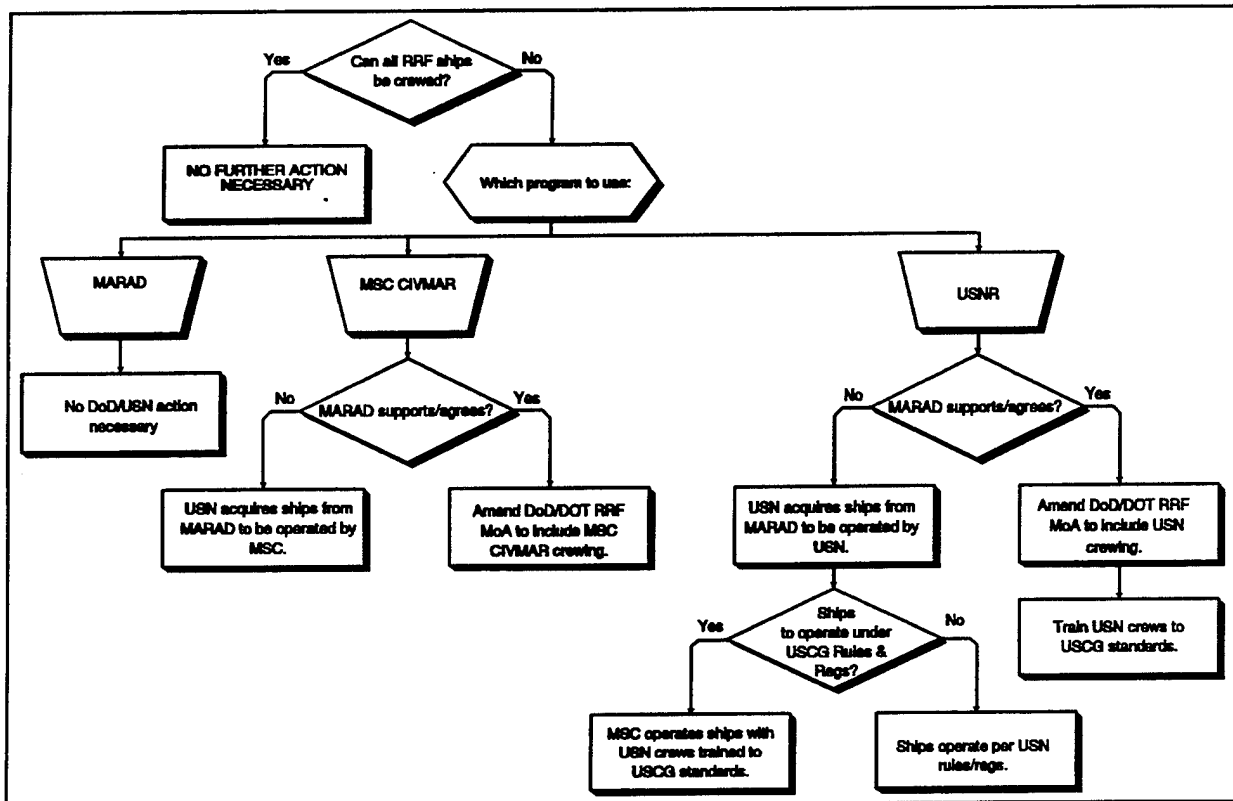 Can all RRF ships
be crewed?
Yes
No
NO FURTHER ACTION
NECESSARY
Which program to use:
MARAD
MSC CIVMAR
USNR
No DoD/USN action
necessary
No
MARAD supports/agrees?
Yes
No
MARAD supports/agrees?
Yes
USN acquires ships from
MARAD to be operated by
MSC.
Amend DoD/DOT RRF
MoA to include MSC
CIVMAR crewing.
USN acquires ships from
MARAD to be operated by
USN.
Amend DoD/DOT RRF
MoA to include USN
crewing.
Yes
Ships
to operate under
USCG Rules &
Regs?
No
Train USN crews to
USCG standards.
MSC operates ships with
USN crews trained to
USCG standards.
Ships operate per USN
rules/regs.